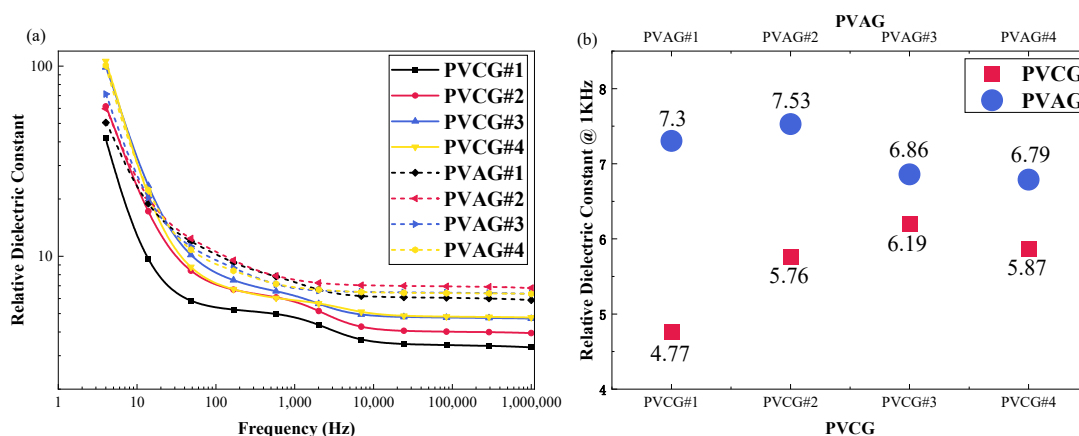 (a)
100
10
Relative Dielectric Constant
1
10
100
1,000
10,000
100,000
1,000,000
Frequency (Hz)
PVCG#1
PVCG#2
PVCG#3
PVCG#4
PVAG#1
PVAG#2
PVAG#3
PVAG#4
(b)
PVAG
PVAG#1
PVAG#2
PVAG#3
PVAG#4
PVCG
PVAG
8
7
6
5
4
Relative Dielectric Constant @ 1KHz
7.3
7.53
6.86
6.79
4.77
5.76
6.19
5.87
PVCG#1
PVCG#2
PVCG#3
PVCG#4
PVCG